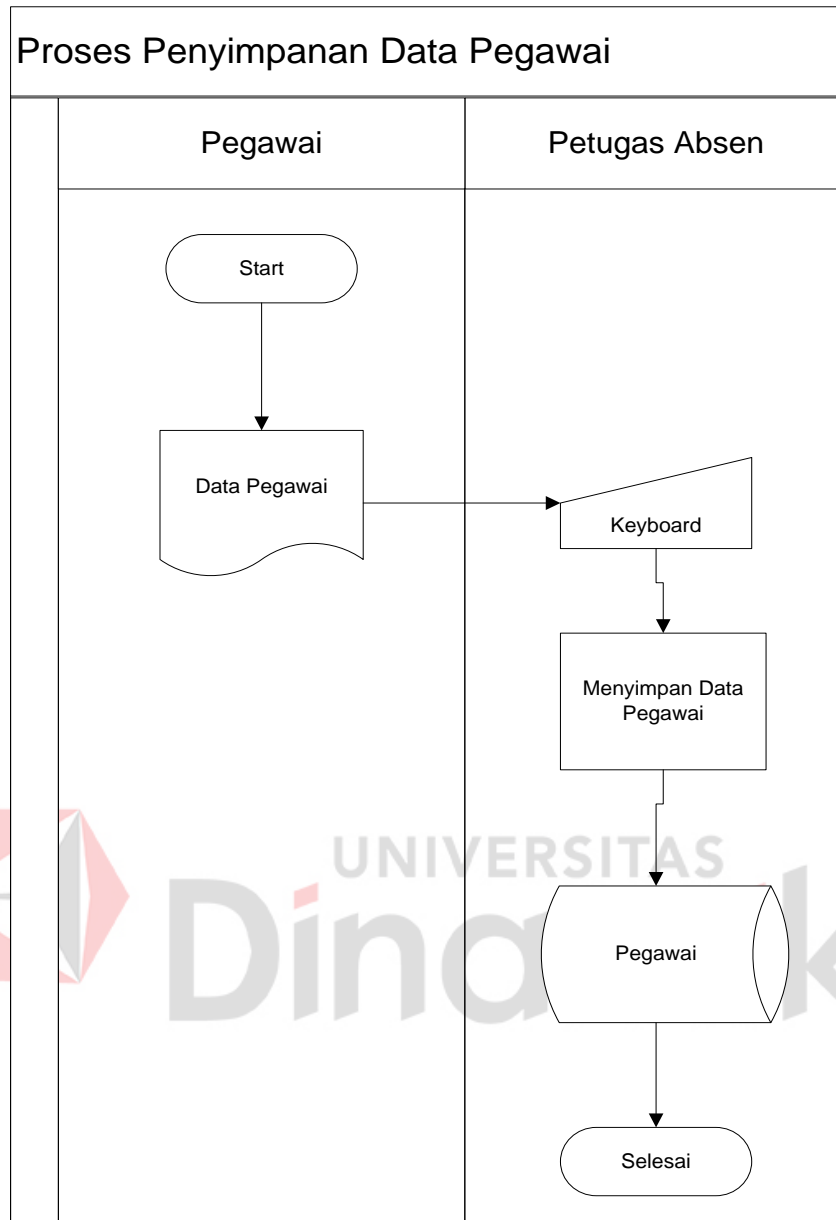 Proses Penyimpanan Data Pegawai
Pegawai
Petugas Absen
Start
Data Pegawai
Keyboard
Menyimpan Data
Pegawai
UNIVERSITAS
Pegawai
Selesai